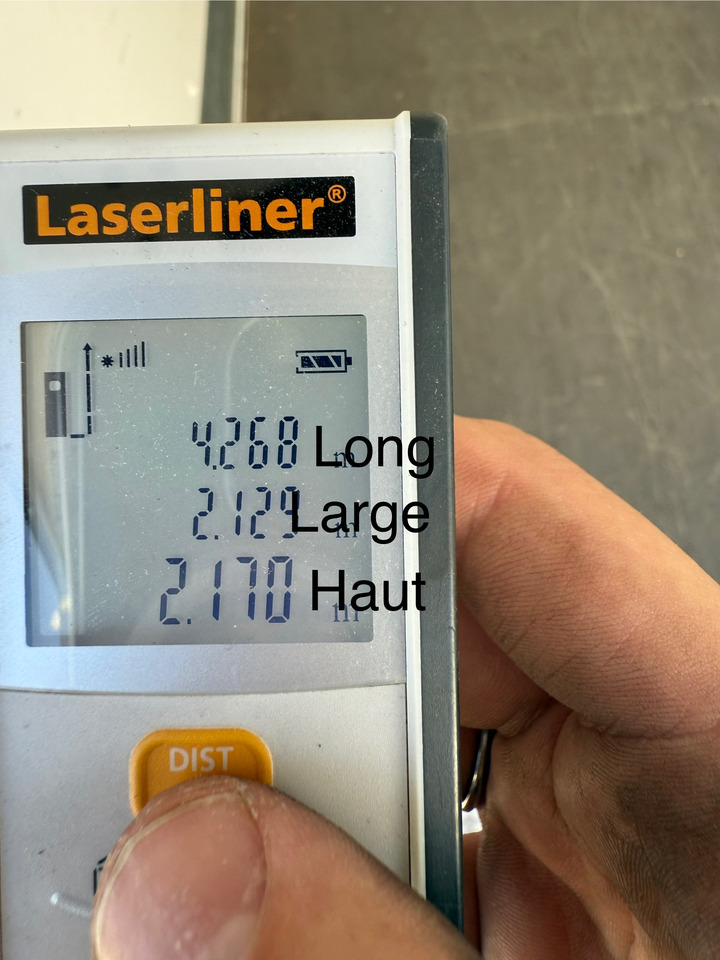 Laserliner®
4.268 m Long
2.129 m Large
2.170 m Haut
DIST